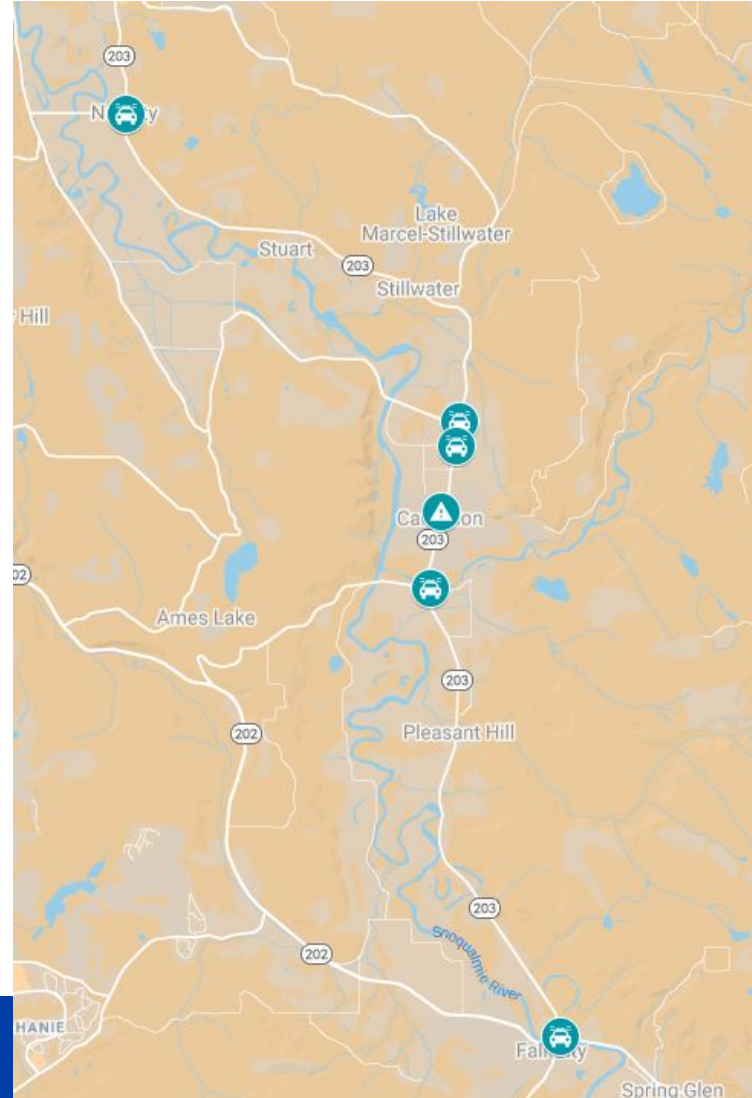 203
Lake
Marcel-Stillwater
Stuart
203
Stillwater
Hill
203
02
Ames Lake
203
Pleasant Hill
202
203
Snoqualmie River
202
HANIE
Spring Glen